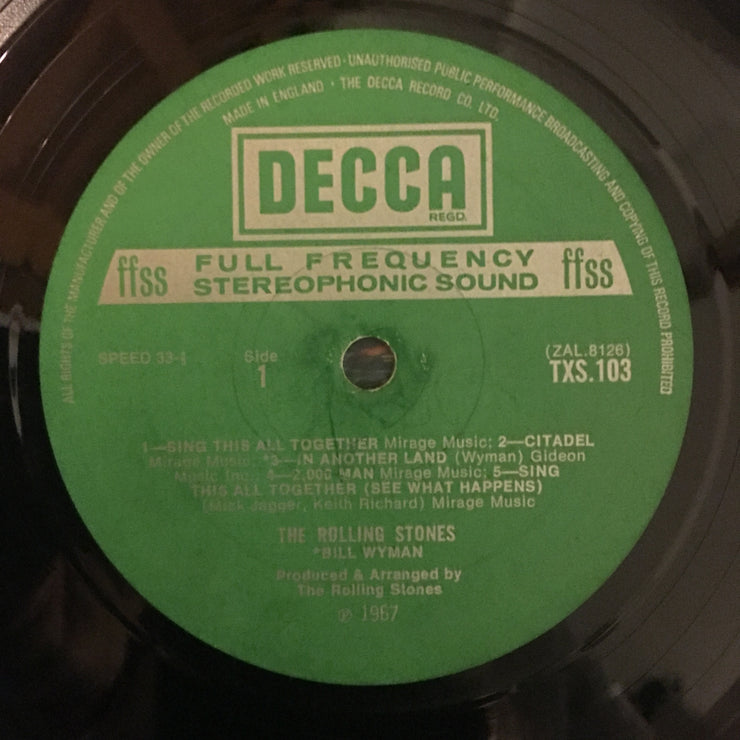 ALL RIGHTS OF THE MANUFACTURER AND OF THE OWNER OF THE RECORDED WORK RESERVED · UNAUTHORISED PUBLIC PERFORMANCE BROADCASTING AND COPYING OF THIS RECORD PROHIBITED
MADE IN ENGLAND · THE DECCA RECORD CO. LTD.
DECCA
REGD.
ffss FULL FREQUENCY ffss
STEREOPHONIC SOUND
SPEED 33⅓ Side (ZAL.8126)
1 TXS.103
1—SING THIS ALL TOGETHER Mirage Music; 2—CITADEL
Mirage Music; *3—IN ANOTHER LAND (Wyman) Gideon
Music Inc.; 4—2,000 MAN Mirage Music; 5—SING
THIS ALL TOGETHER (SEE WHAT HAPPENS)
(Mick Jagger, Keith Richard) Mirage Music
THE ROLLING STONES
*BILL WYMAN
Produced & Arranged by
The Rolling Stones
℗ 1967